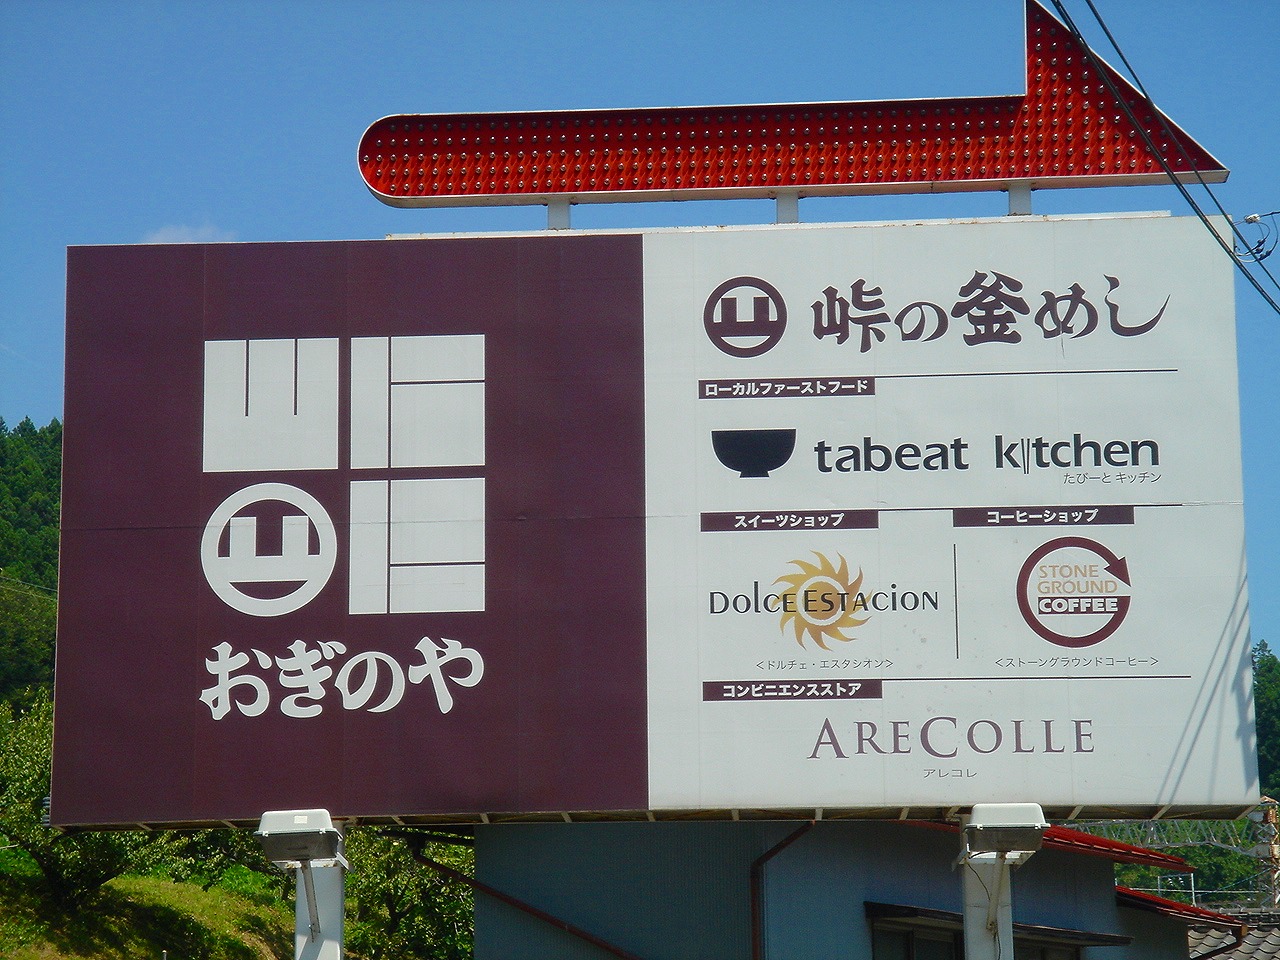 おぎのや
峠の釜めし
ローカルファーストフード
tabeat kitchen
たびーと キッチン
スイーツショップ
DOlCE ESTACION
<ドルチェ・エスタシオン>
コーヒーショップ
STONE
GROUND
COFFEE
<ストーングラウンドコーヒー>
コンビニエンスストア
ARECOLLE
アレコレ